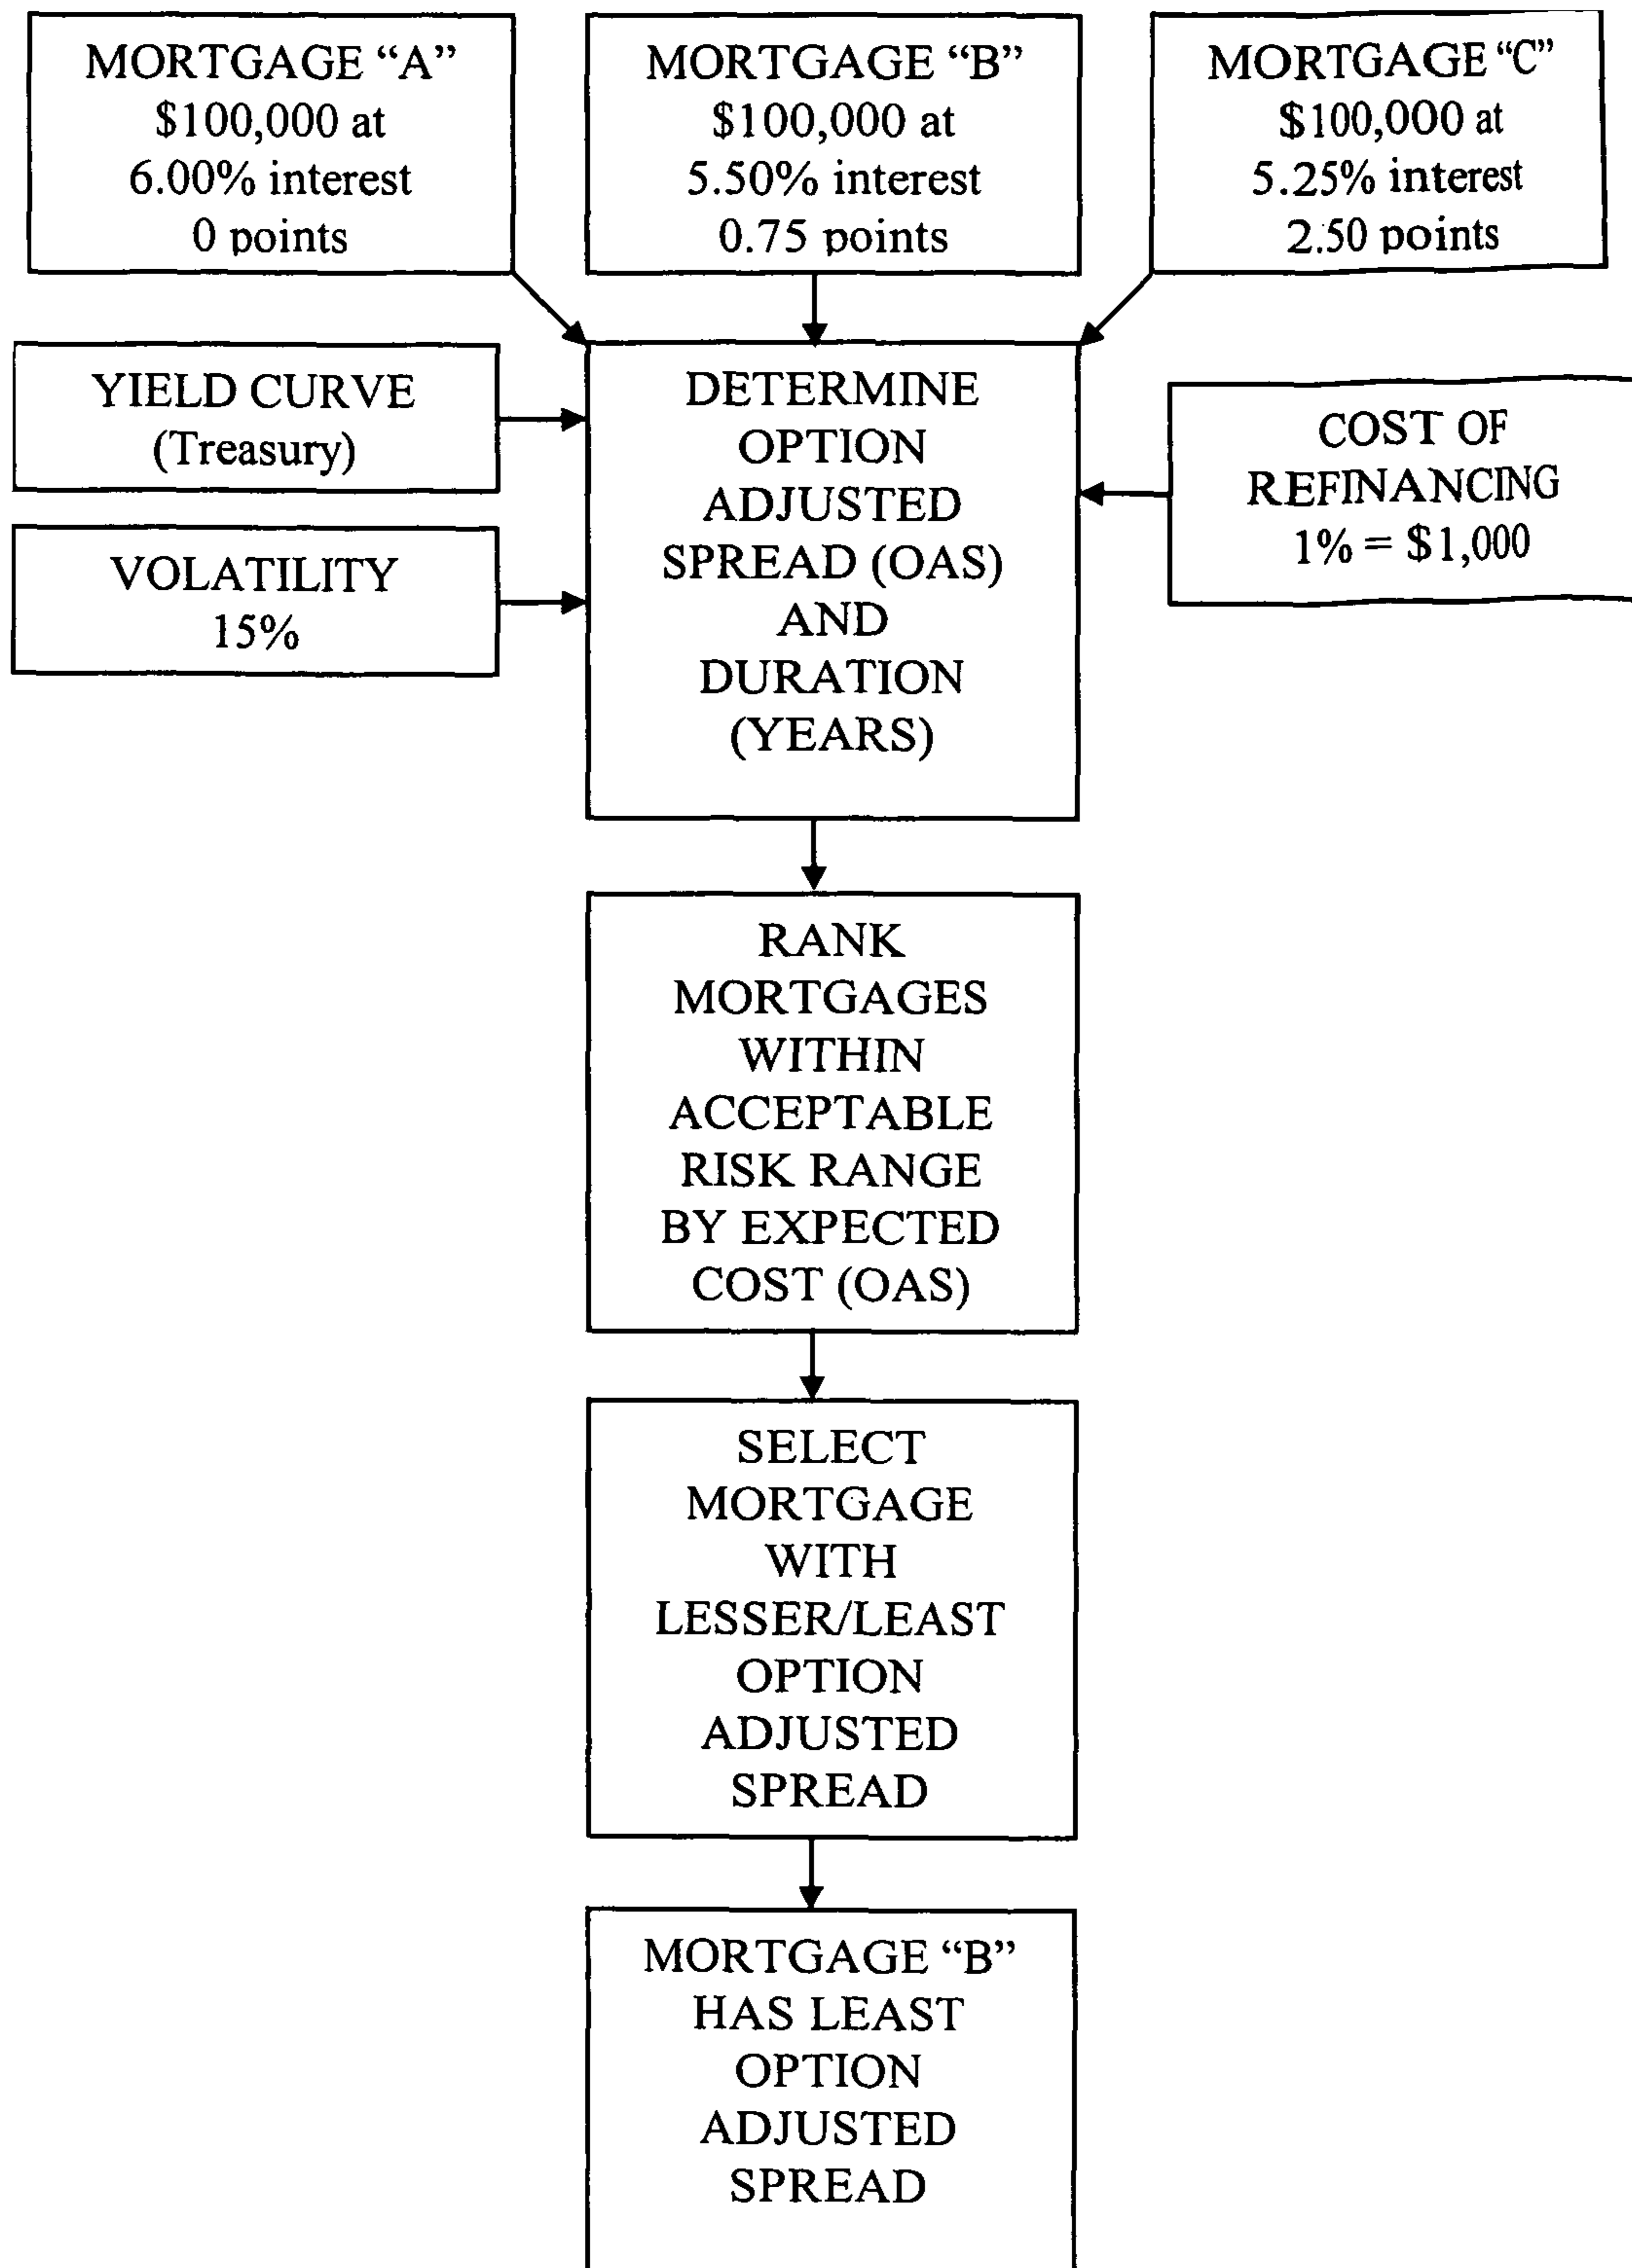 MORTGAGE “A”
$100,000 at
6.00% interest
0 points
MORTGAGE “B”
$100,000 at
5.50% interest
0.75 points
MORTGAGE “C”
$100,000 at
5.25% interest
2.50 points
YIELD CURVE
(Treasury)
VOLATILITY
15%
DETERMINE
OPTION
ADJUSTED
SPREAD (OAS)
AND
DURATION
(YEARS)
COST OF
REFINANCING
1% = $1,000
RANK
MORTGAGES
WITHIN
ACCEPTABLE
RISK RANGE
BY EXPECTED
COST (OAS)
SELECT
MORTGAGE
WITH
LESSER/LEAST
OPTION
ADJUSTED
SPREAD
MORTGAGE “B”
HAS LEAST
OPTION
ADJUSTED
SPREAD